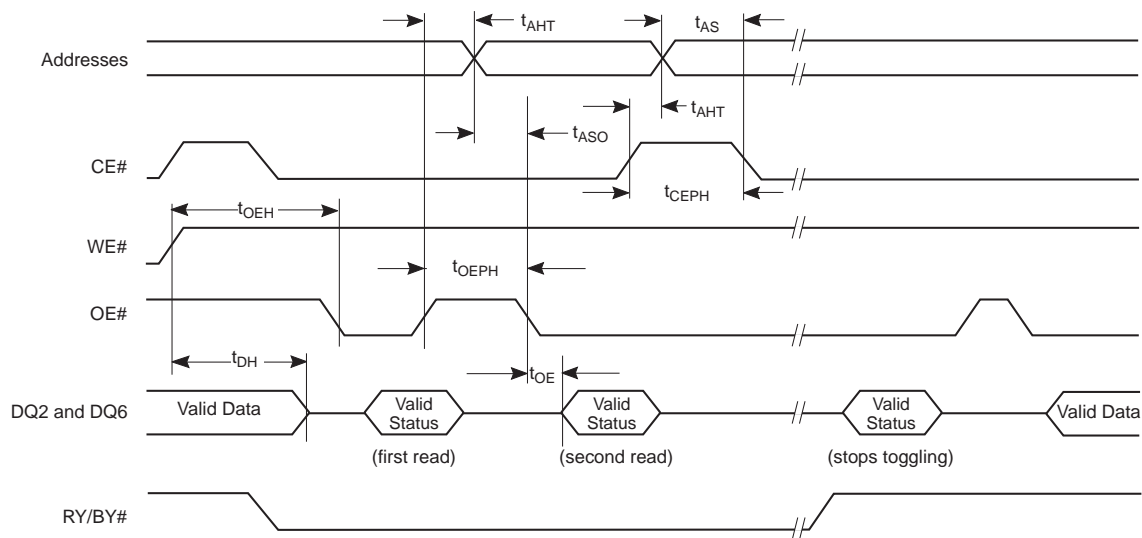 tAHT tAS
Addresses
tAHT
tASO
CE#
tCEPH
tOEH
WE#
tOEPH
OE#
tDH
tOE
DQ2 and DQ6 Valid Data Valid Status Valid Status Valid Status Valid Data
(first read) (second read) (stops toggling)
RY/BY#